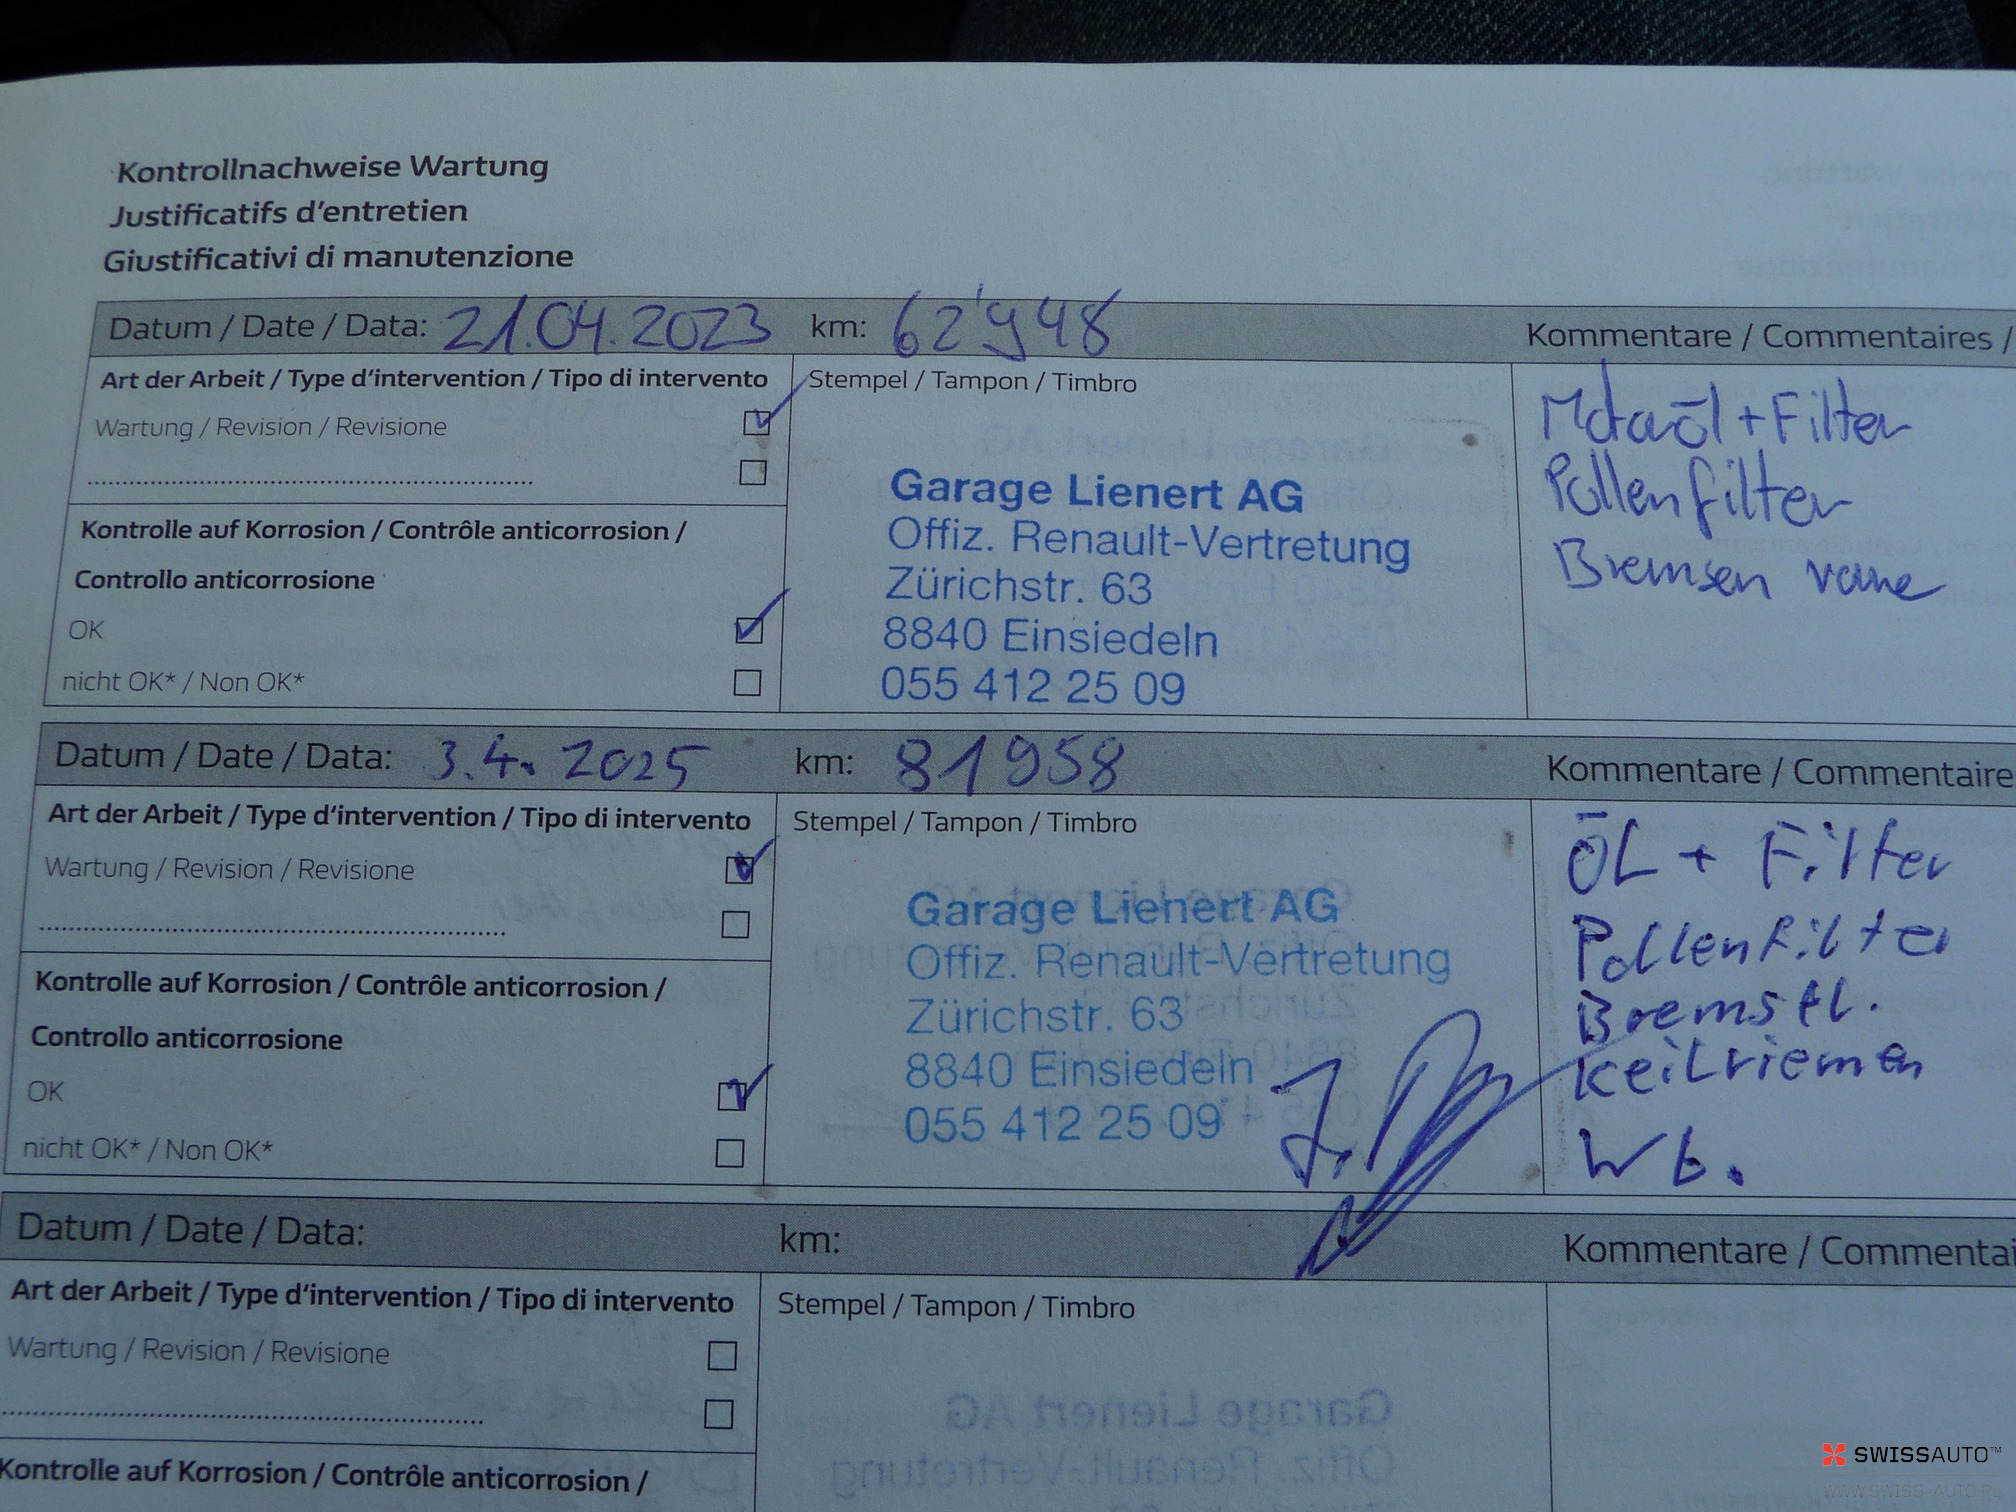 Kontrollnachweise Wartung
Justificatifs d'entretien
Giustificativi di manutenzione
Datum / Date / Data: 21.04.2023 km: 62'948 Kommentare / Commentaires /
Art der Arbeit / Type d'intervention / Tipo di intervento
Wartung / Revision / Revisione
Stempel / Tampon / Timbro
Garage Lienert AG
Offiz. Renault-Vertretung
Zürichstr. 63
8840 Einsiedeln
055 412 25 09
Motoröl + Filter
Pollenfilter
Bremsen vorne
Kontrolle auf Korrosion / Contrôle anticorrosion /
Controllo anticorrosione
OK
nicht OK* / Non OK*
Datum / Date / Data: 3.4. 2025 km: 81958 Kommentare / Commentaire
Art der Arbeit / Type d'intervention / Tipo di intervento
Wartung / Revision / Revisione
Stempel / Tampon / Timbro
Garage Lienert AG
Offiz. Renault-Vertretung
Zürichstr. 63
8840 Einsiedeln
055 412 25 09
ÖL + Filter
Pollenfilter
Bremsfl.
Keilriemen
Kontrolle auf Korrosion / Contrôle anticorrosion /
Controllo anticorrosione
OK
nicht OK* / Non OK*
Datum / Date / Data: km: Kommentare / Commentai
Art der Arbeit / Type d'intervention / Tipo di intervento
Wartung / Revision / Revisione
Stempel / Tampon / Timbro
Kontrolle auf Korrosion / Contrôle anticorrosion /
SWISSAUTO™
WWW.SWISS-AUTO.PL